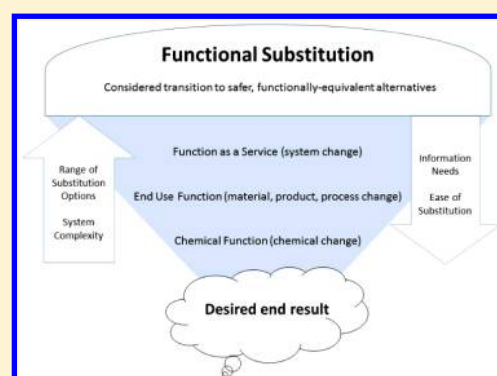 Functional Substitution
Considered transition to safer, functionally-equivalent alternatives
Function as a Service (system change)
End Use Function (material, product, process change)
Chemical Function (chemical change)
Range of
Substitution
Options
System
Complexity
Information
Needs
Ease of
Substitution
Desired end result